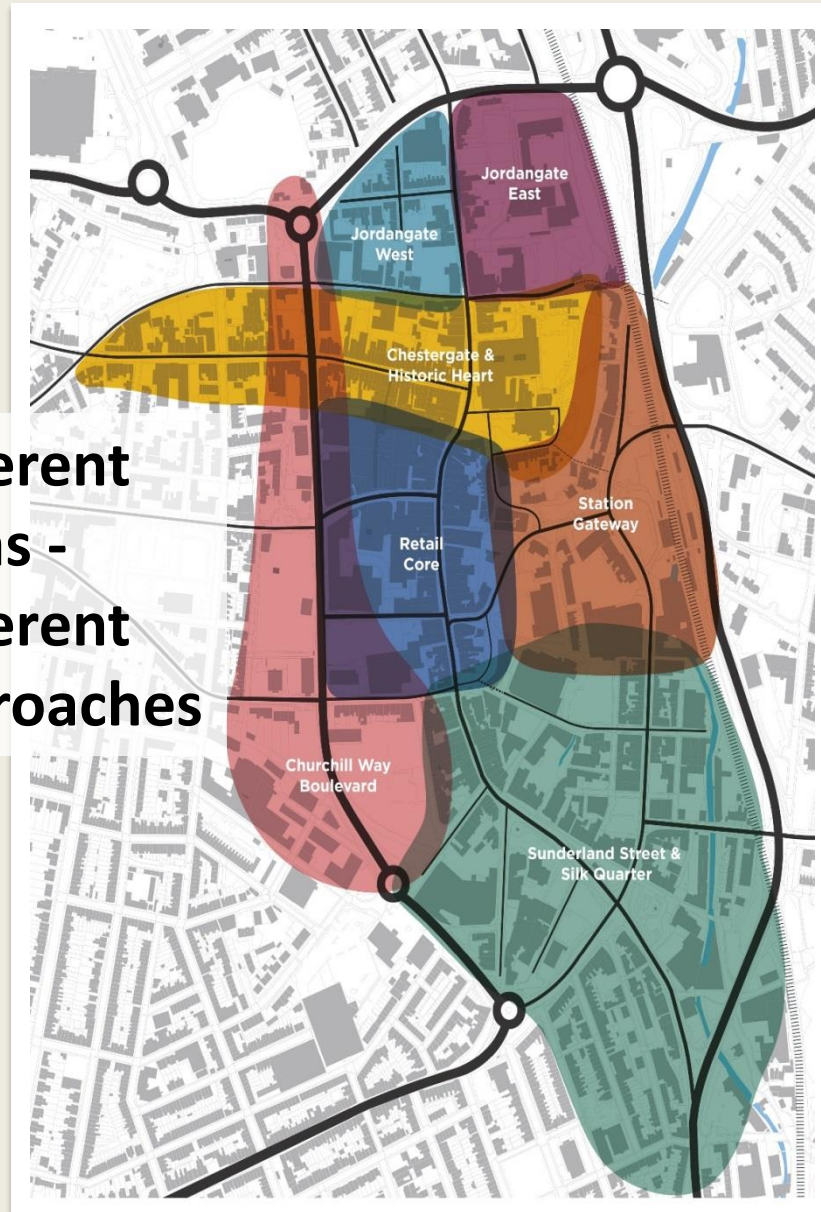 Jordangate
East
Jordangate
West
Chestergate &
Historic Heart
Station
Gateway
Retail
Core
Churchill Way
Boulevard
Sunderland Street &
Silk Quarter
erent
s -
erent
roaches